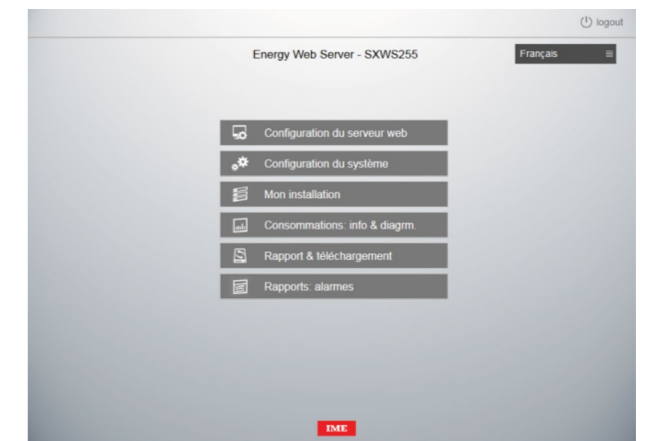 logout
Energy Web Server - SXWS255
Français
Configuration du serveur web
Configuration du système
Mon installation
Consommations: info & diagrm.
Rapport & téléchargement
Rapports: alarmes
IME